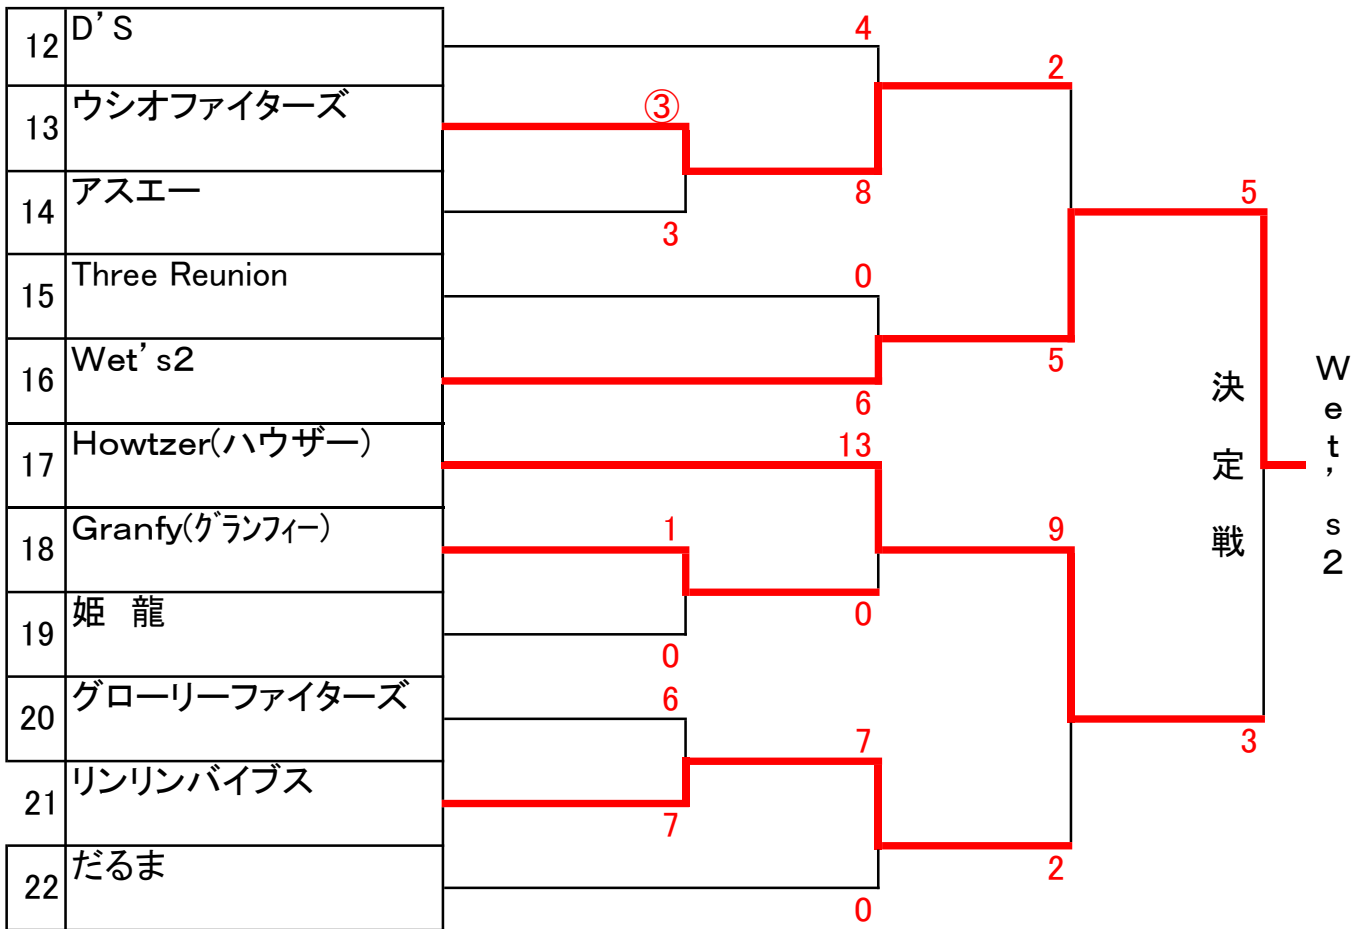 12 D’S
13 ウシオファイターズ
14 アスエー
15 Three Reunion
16 Wet’s2
17 Howtzer(ハウザー)
18 Granfy(グランフィー)
19 姫 龍
20 グローリーファイターズ
21 リンリンバイブス
22 だるま
③
3
1
0
6
7
4
8
0
6
13
0
7
0
2
5
9
2
5
3
決定戦
Wet’s2